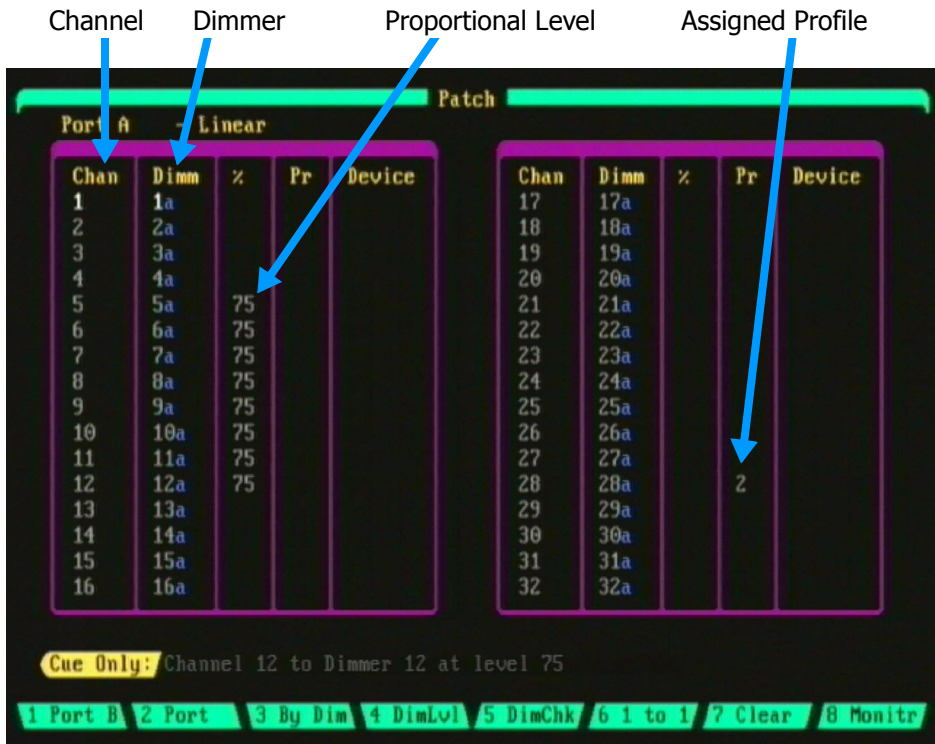 Channel Dimmer Proportional Level Assigned Profile
Patch
Port A - Linear
Chan Dimm % Pr Device Chan Dimm % Pr Device
1 1a 17 17a
2 2a 18 18a
3 3a 19 19a
4 4a 20 20a
5 5a 75 21 21a
6 6a 75 22 22a
7 7a 75 23 23a
8 8a 75 24 24a
9 9a 75 25 25a
10 10a 75 26 26a
11 11a 75 27 27a
12 12a 75 28 28a 2
13 13a 29 29a
14 14a 30 30a
15 15a 31 31a
16 16a 32 32a
Cue Only: Channel 12 to Dimmer 12 at level 75
1 Port B 2 Port 3 By Dim 4 DimLvl 5 DimChk 6 1 to 1 7 Clear 8 Monitr